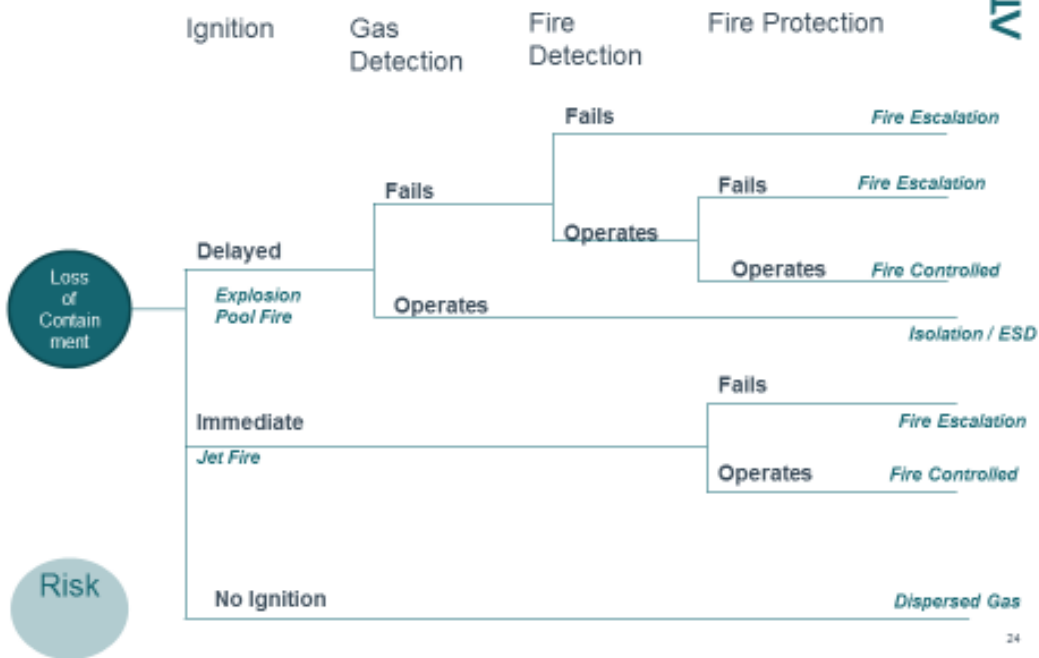 Ignition
Gas
Detection
Fire
Detection
Fire Protection
Fails
Fire Escalation
Fails
Fails
Fire Escalation
Operates
Delayed
Operates
Fire Controlled
Loss
of
Contain
ment
Explosion
Pool Fire
Operates
Isolation / ESD
Fails
Immediate
Fire Escalation
Jet Fire
Operates
Fire Controlled
Risk
No Ignition
Dispersed Gas
24